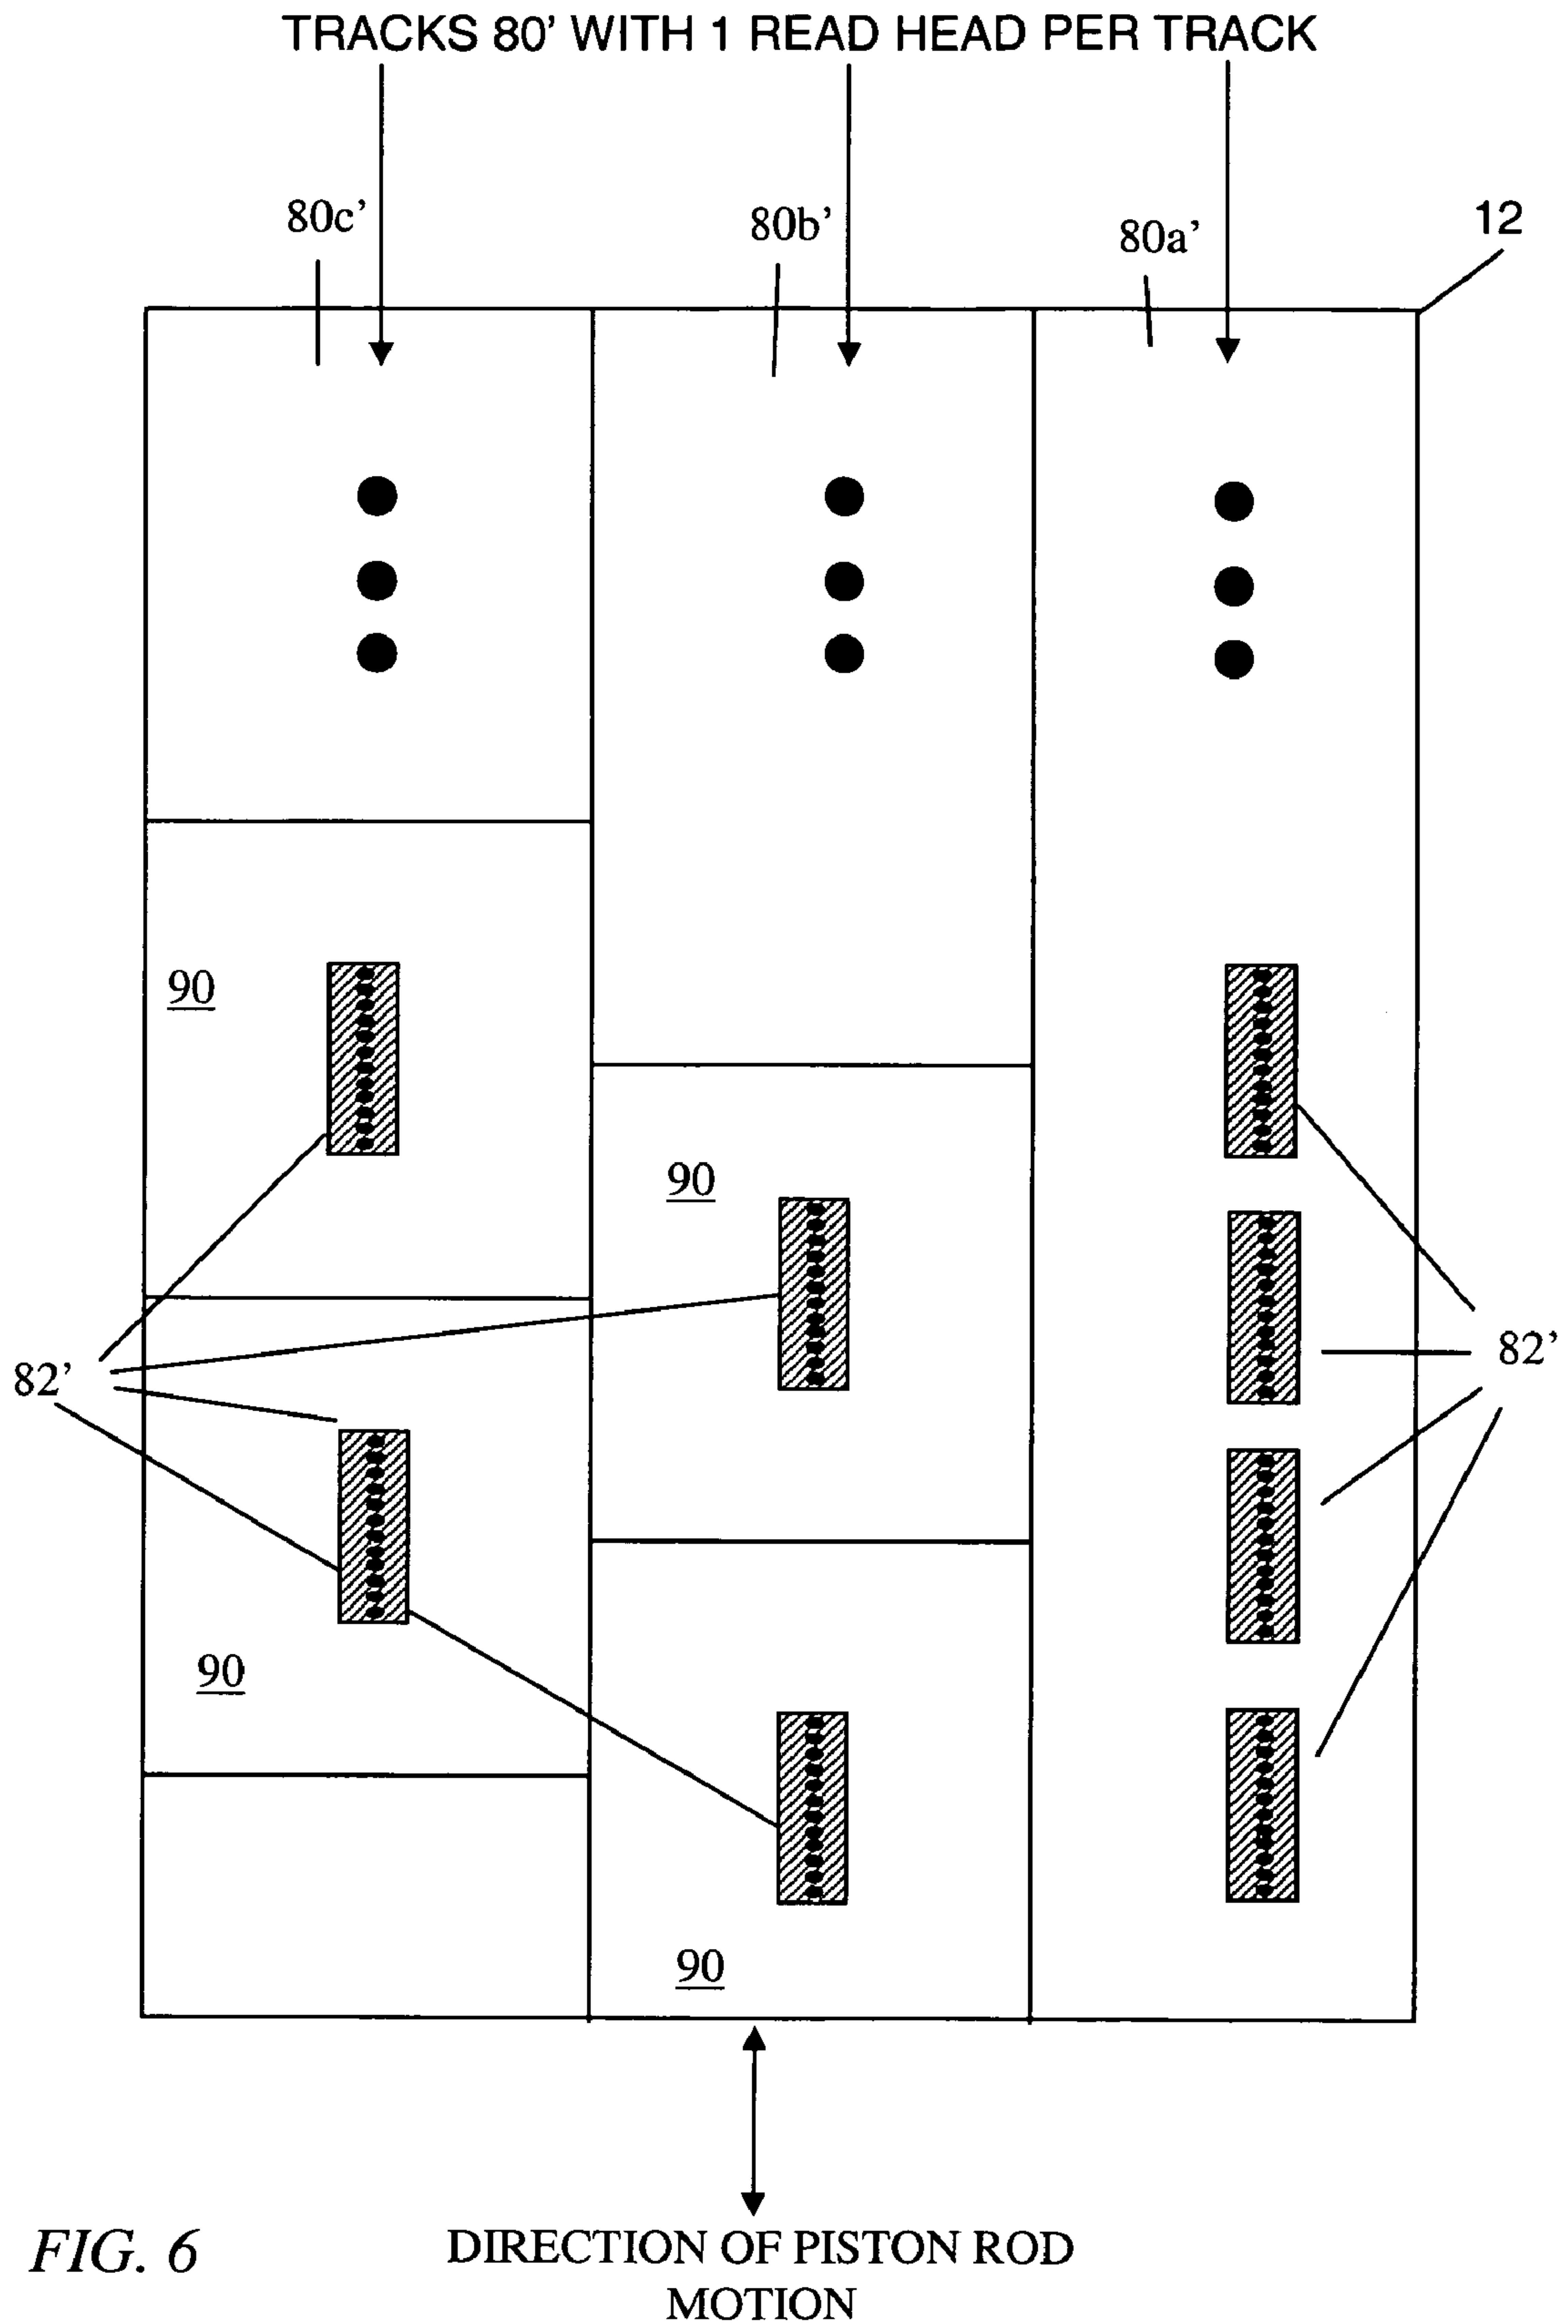 TRACKS 80' WITH 1 READ HEAD PER TRACK
80c'
80b'
80a'
12
90
90
82'
82'
90
90
FIG. 6
DIRECTION OF PISTON ROD
MOTION